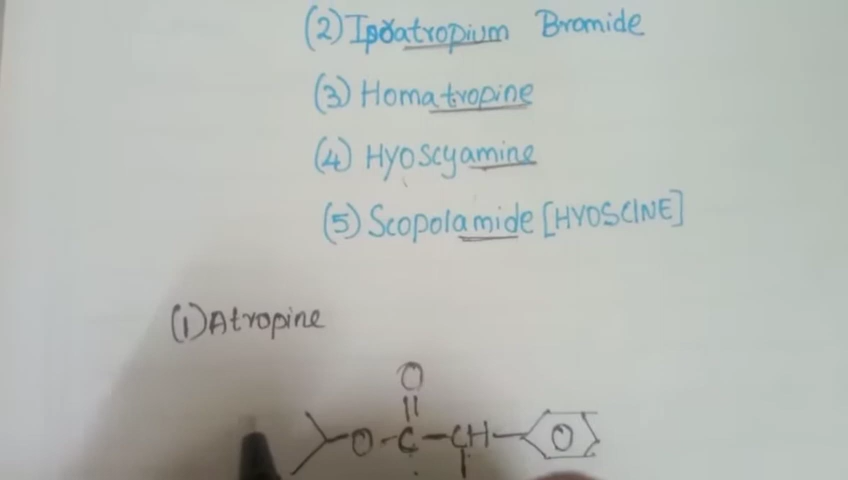 (2) Ipratropium Bromide
(3) Homatropine
(4) Hyoscyamine
(5) Scopolamide [HYOSCINE]
(1) Atropine
O
O-C-CH